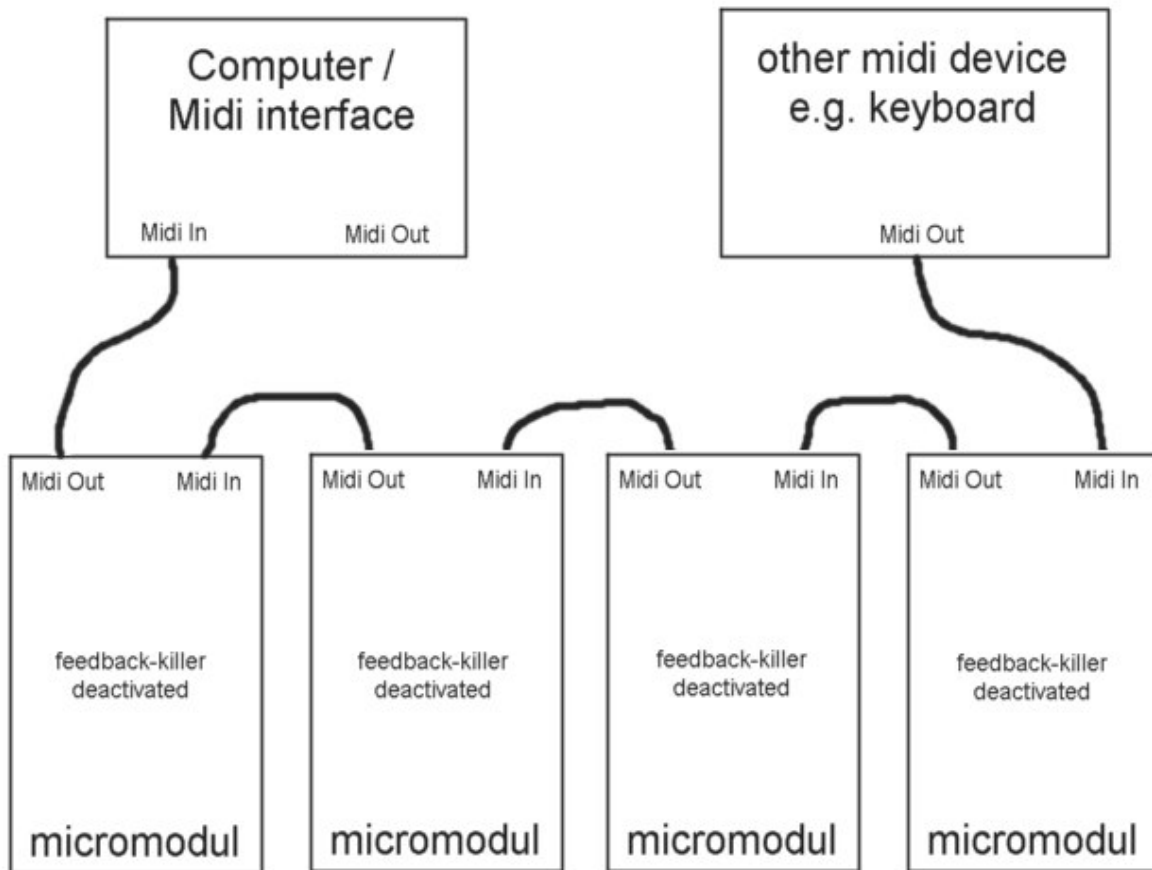 Computer /
Midi interface
Midi In
Midi Out
other midi device
e.g. keyboard
Midi Out
Midi Out
Midi In
feedback-killer
deactivated
micromodul
Midi Out
Midi In
feedback-killer
deactivated
micromodul
Midi Out
Midi In
feedback-killer
deactivated
micromodul
Midi Out
Midi In
feedback-killer
deactivated
micromodul